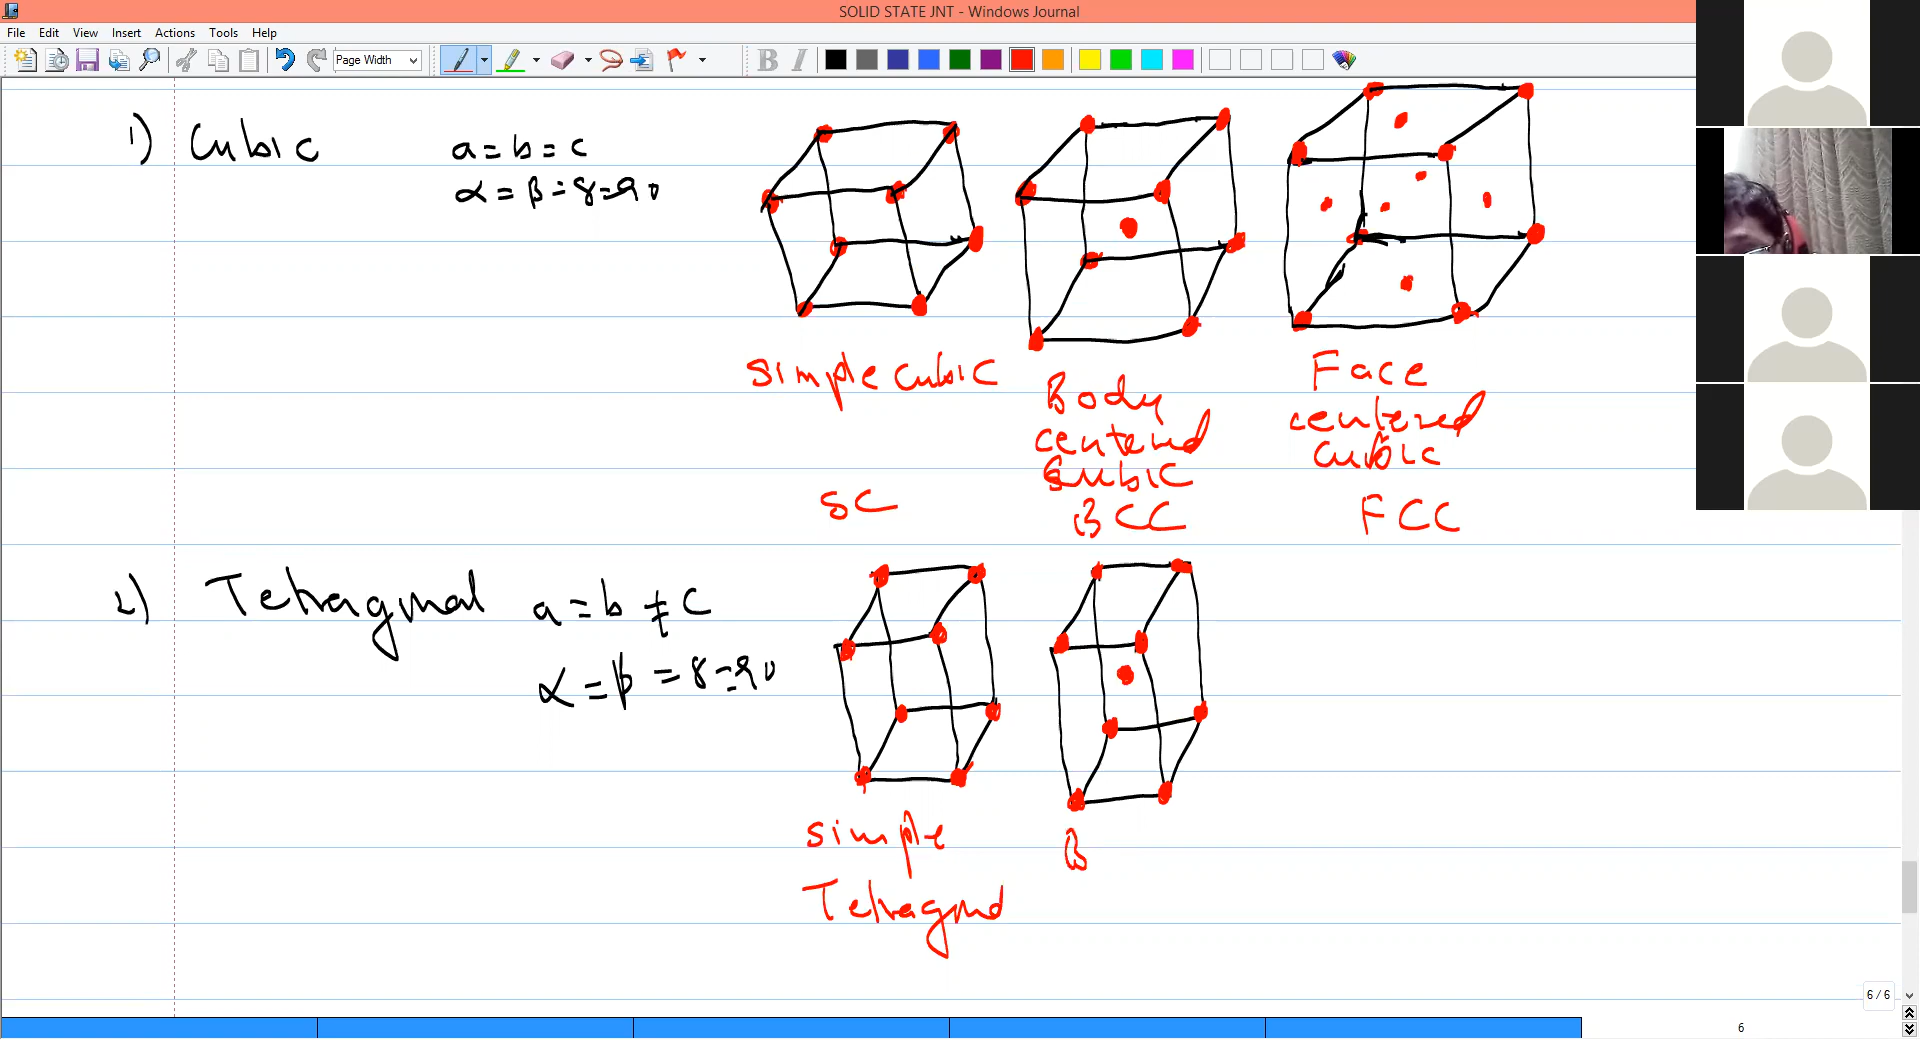 SOLID STATE JNT - Windows Journal
File Edit View Insert Actions Tools Help
Page Width
B I
1) Cubic a = b = c
α = β = γ = 90
simple cubic
Body
centered
cubic
Face
centered
cubic
SC
BCC
FCC
2) Tetragonal a = b ≠ c
α = β = γ = 90
simple
Tetragonal
B
6 / 6
6